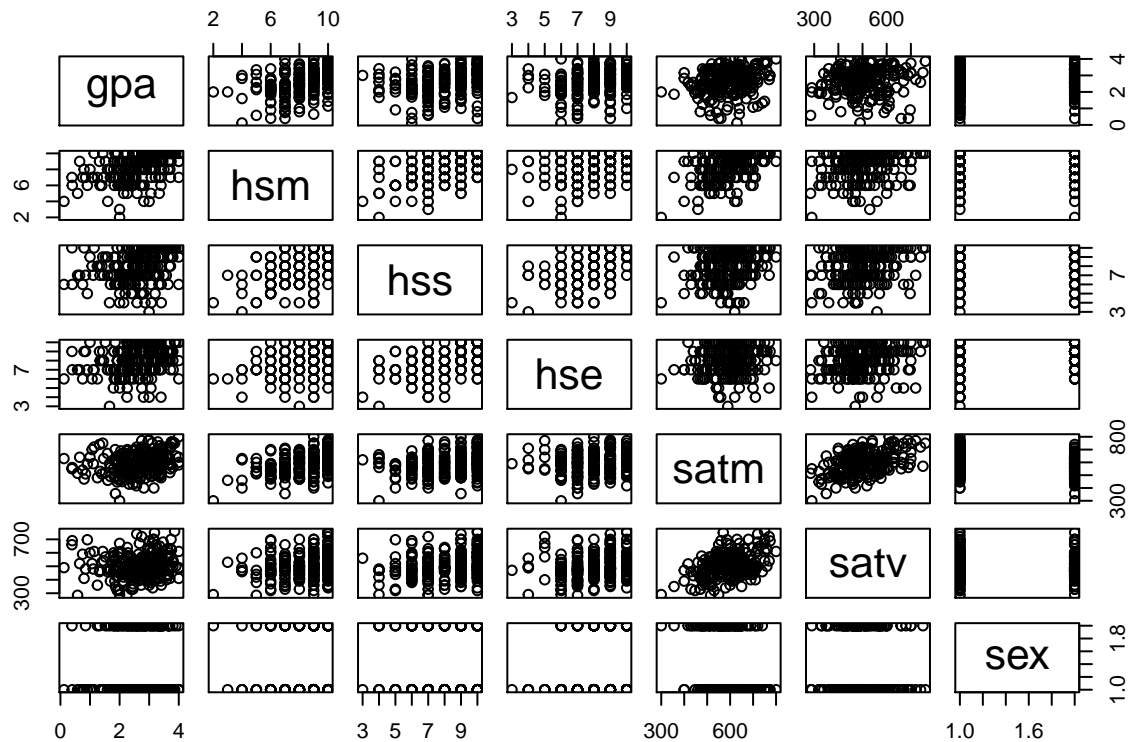 2 6 10 3 5 7 9 300 600
gpa 0 2 4
2 6 hsm
hss 3 7
3 7 hse
satm 300 800
300 700 satv
sex 1.0 1.8
0 2 4 3 5 7 9 300 600 1.0 1.6